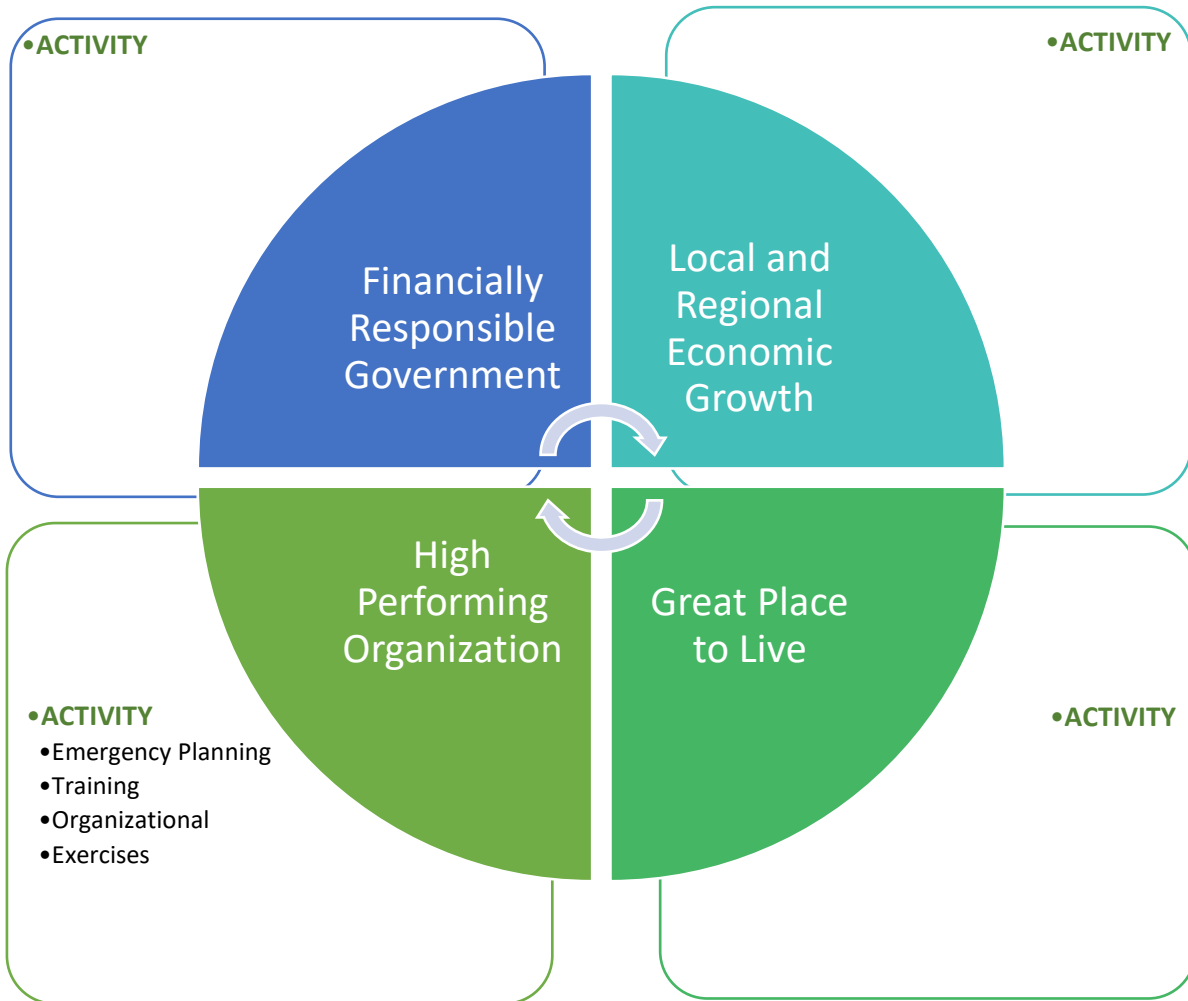 •ACTIVITY
•ACTIVITY
Financially
Responsible
Government
Local and
Regional
Economic
Growth
High
Performing
Organization
Great Place
to Live
•ACTIVITY
•Emergency Planning
•Training
•Organizational
•Exercises
•ACTIVITY